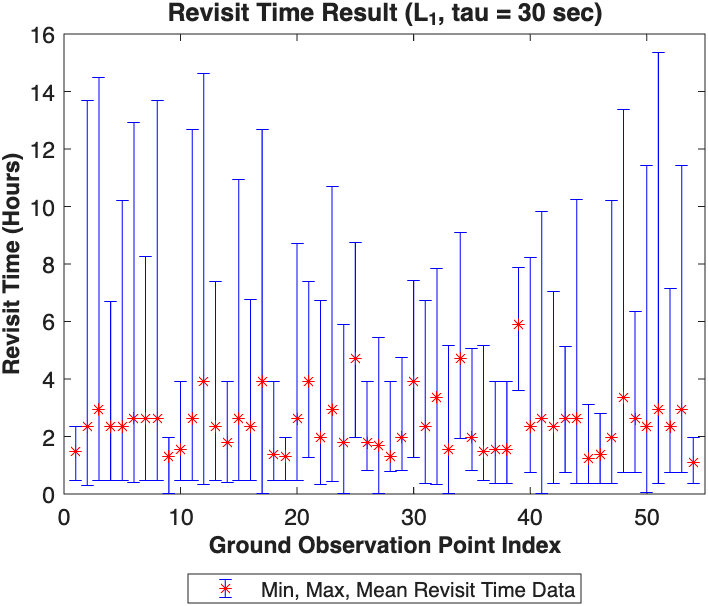 Revisit Time Result (L₁, tau = 30 sec)
16
14
12
10
8
6
4
2
0
Revisit Time (Hours)
0 10 20 30 40 50
Ground Observation Point Index
Min, Max, Mean Revisit Time Data